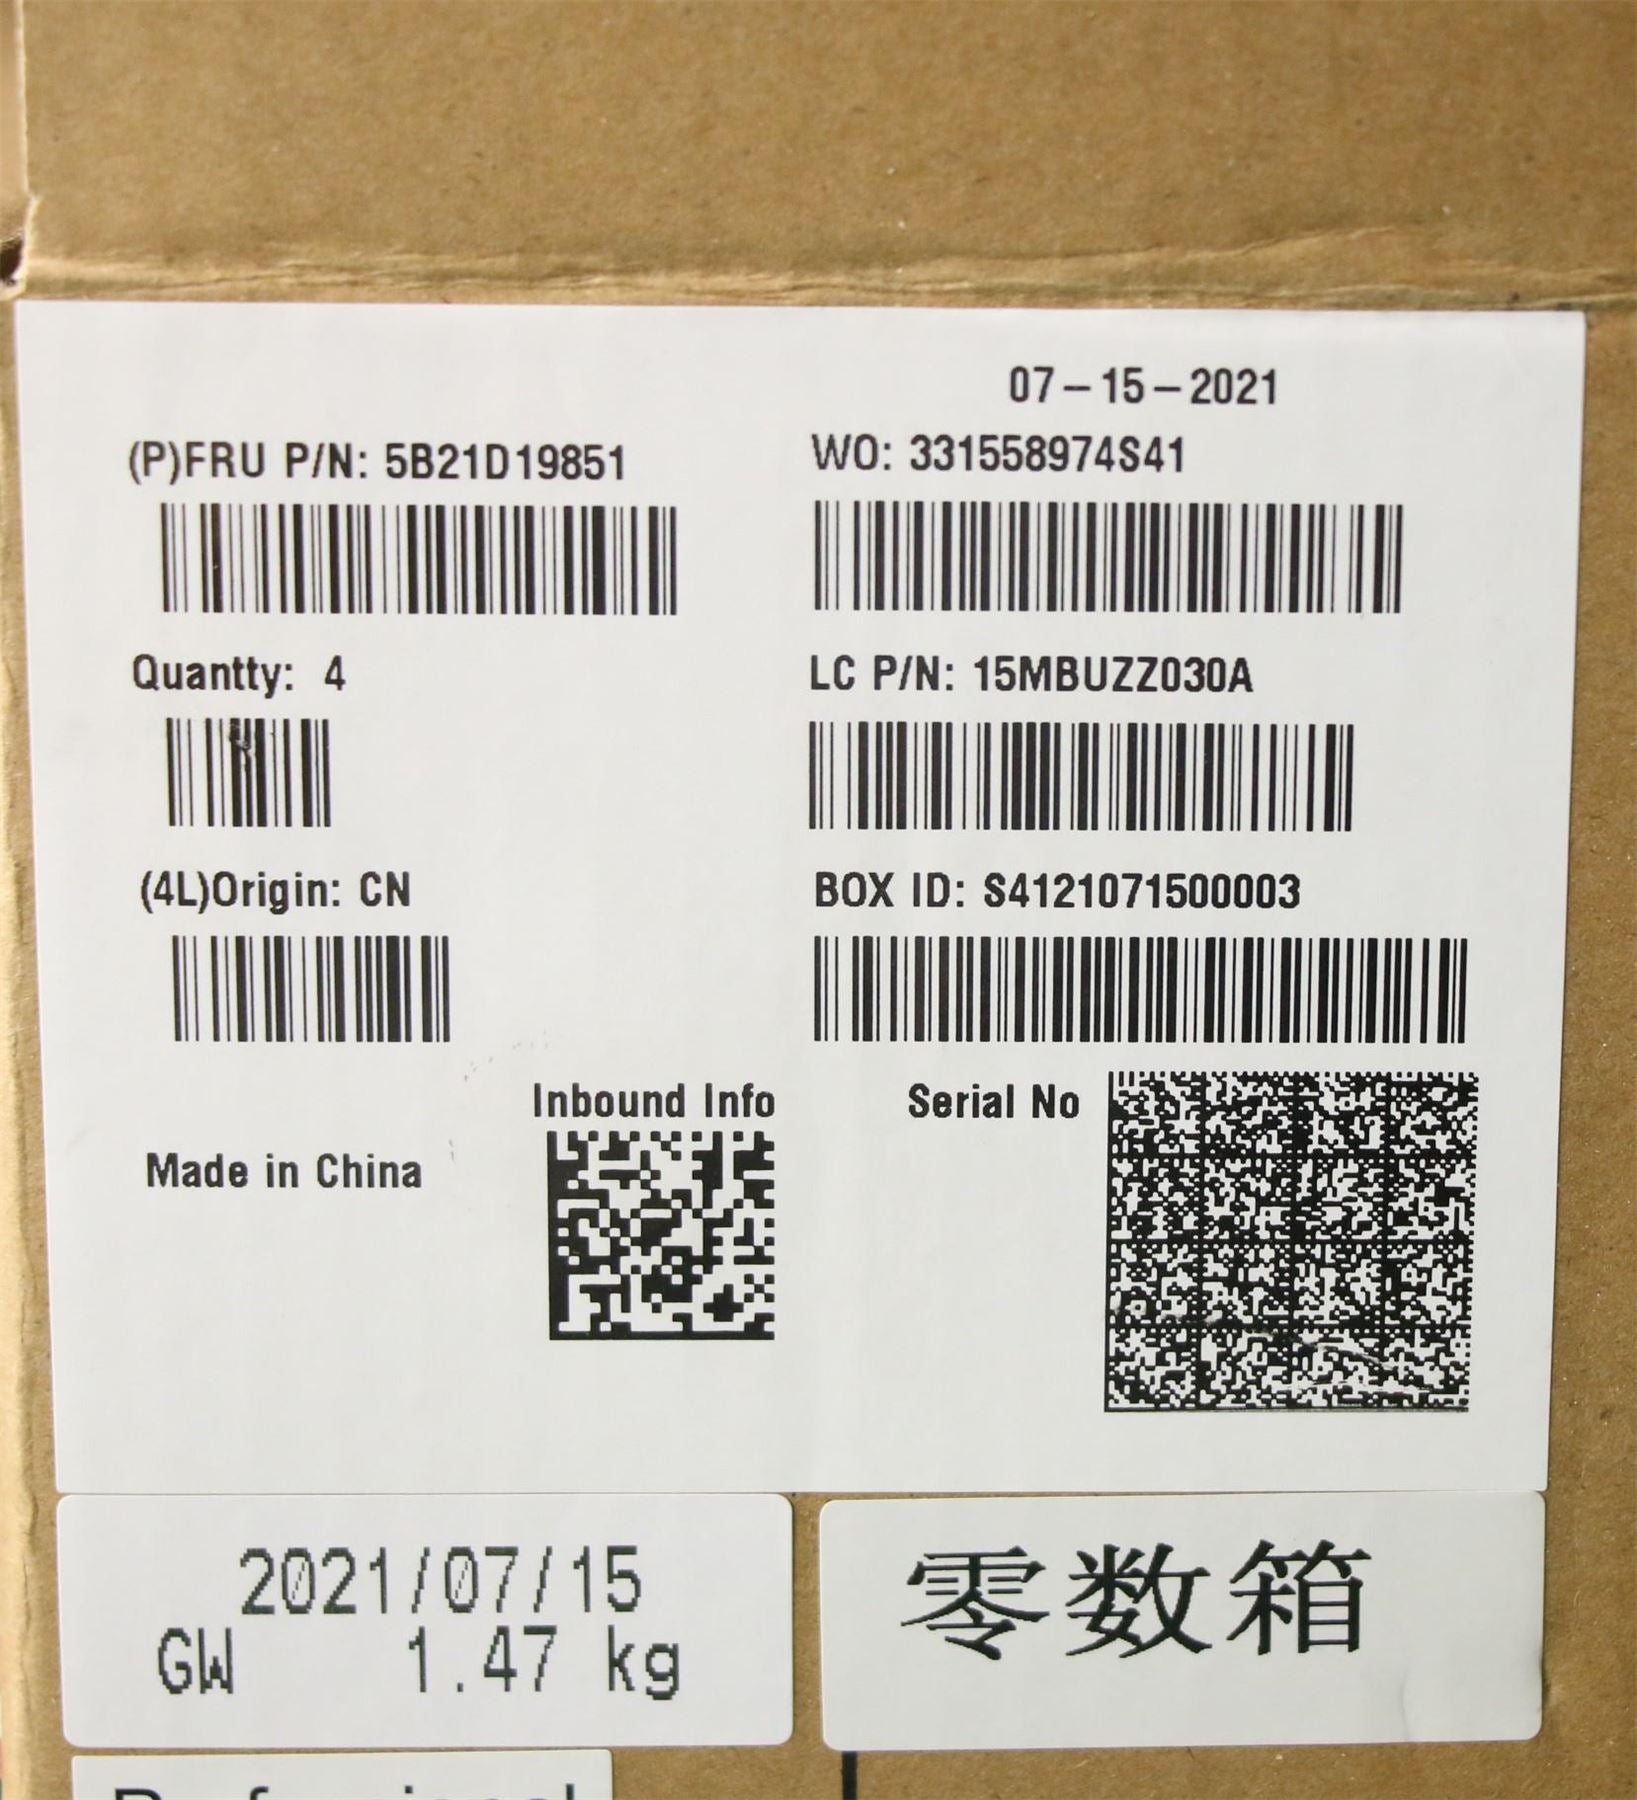 07-15-2021
(P)FRU P/N: 5B21D19851
WO: 331558974S41
Quantty: 4
LC P/N: 15MBUZZ030A
(4L)Origin: CN
BOX ID: S4121071500003
Inbound Info
Serial No
Made in China
2021/07/15
GW 1.47 kg
零数箱